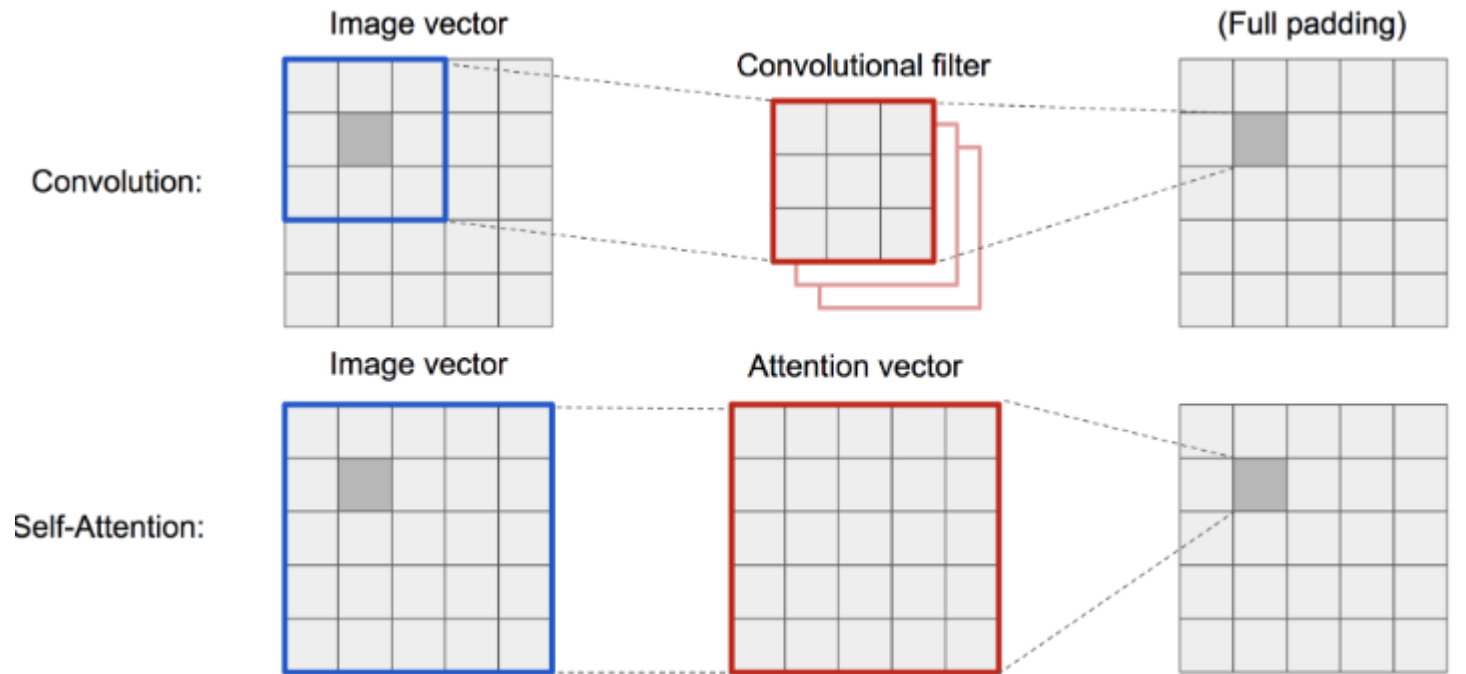 Image vector
(Full padding)
Convolutional filter
Convolution:
Image vector
Attention vector
Self-Attention: